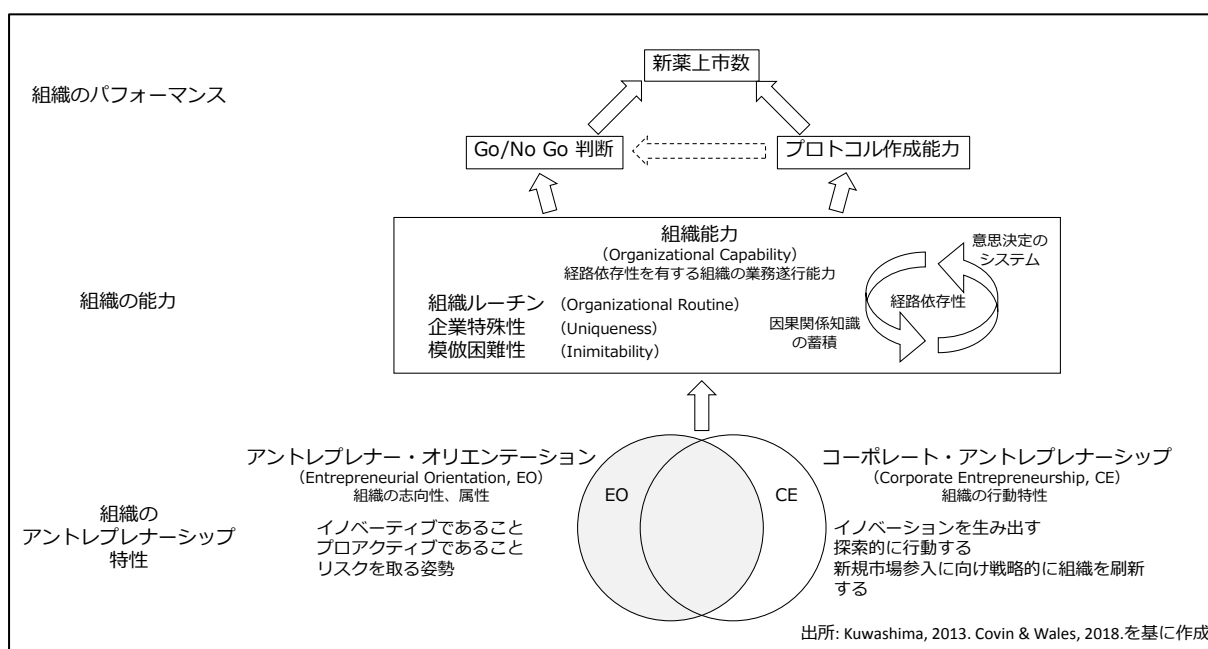 新薬上市数
組織のパフォーマンス
Go/No Go 判断
プロトコル作成能力
組織能力
(Organizational Capability)
経路依存性を有する組織の業務遂行能力
意思決定の
システム
組織の能力
組織ルーチン (Organizational Routine)
企業特殊性 (Uniqueness)
模倣困難性 (Inimitability)
経路依存性
因果関係知識
の蓄積
アントレプレナー・オリエンテーション
(Entrepreneurial Orientation, EO)
組織の志向性、属性
EO
CE
コーポレート・アントレプレナーシップ
(Corporate Entrepreneurship, CE)
組織の行動特性
組織の
アントレプレナーシップ
特性
イノベーティブであること
プロアクティブであること
リスクを取る姿勢
イノベーションを生み出す
探索的に行動する
新規市場参入に向け戦略的に組織を刷新
する
出所: Kuwashima, 2013. Covin & Wales, 2018.を基に作成